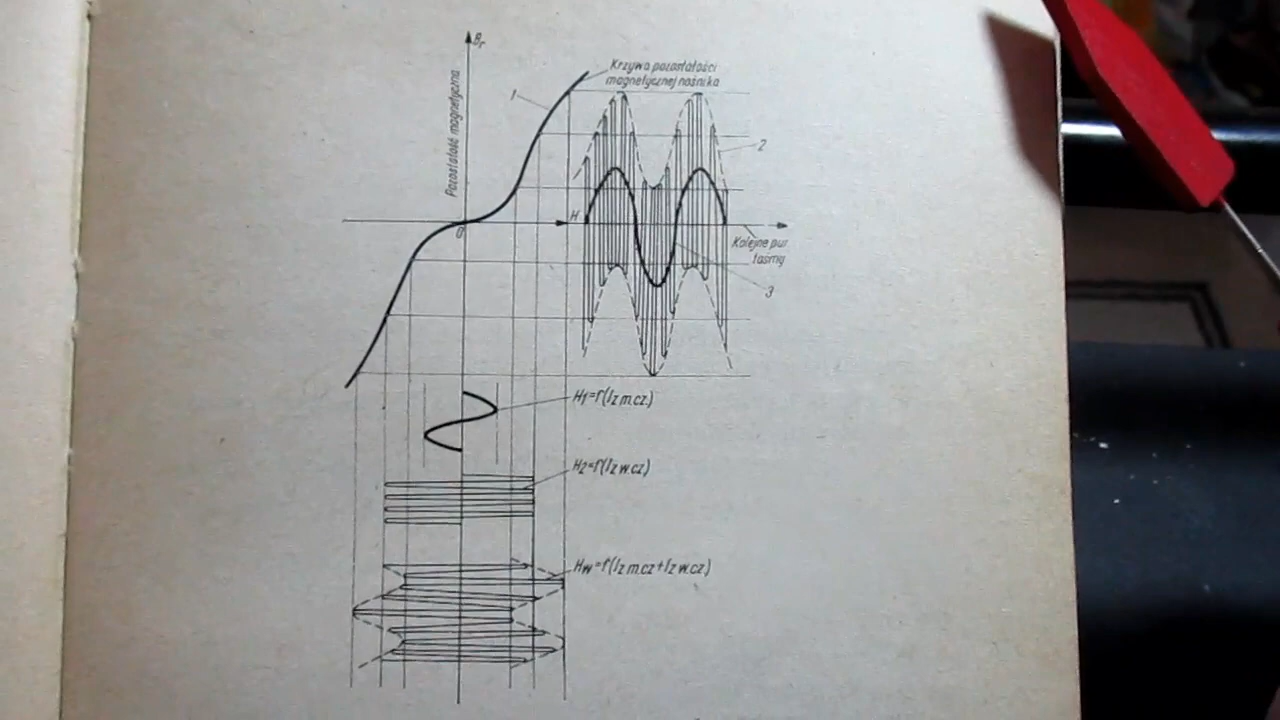 Br
Krzywa pozostałości
magnetycznej nośnika
1
Pozostałość magnetyczna
2
H
0
Kolejne pw.
taśmy
3
H1=f(Iz m.cz.)
H2=f(Iz w.cz.)
Hw=f(Iz m.cz+Iz w.cz.)